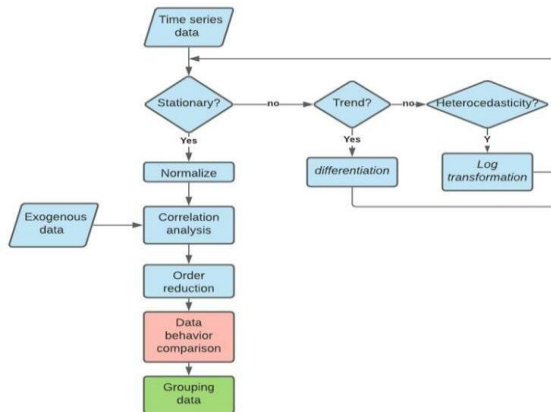 Time series
data
Stationary?
no
Trend?
no
Heterocedasticity?
Yes
Yes
Y
Normalize
differentiation
Log
transformation
Exogenous
data
Correlation
analysis
Order
reduction
Data
behavior
comparison
Grouping
data